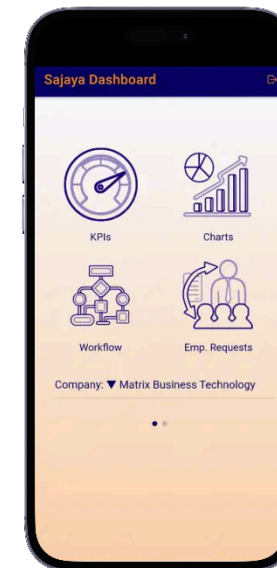 Sajaya Dashboard
KPIs
Charts
Workflow
Emp. Requests
Company: ▼ Matrix Business Technology